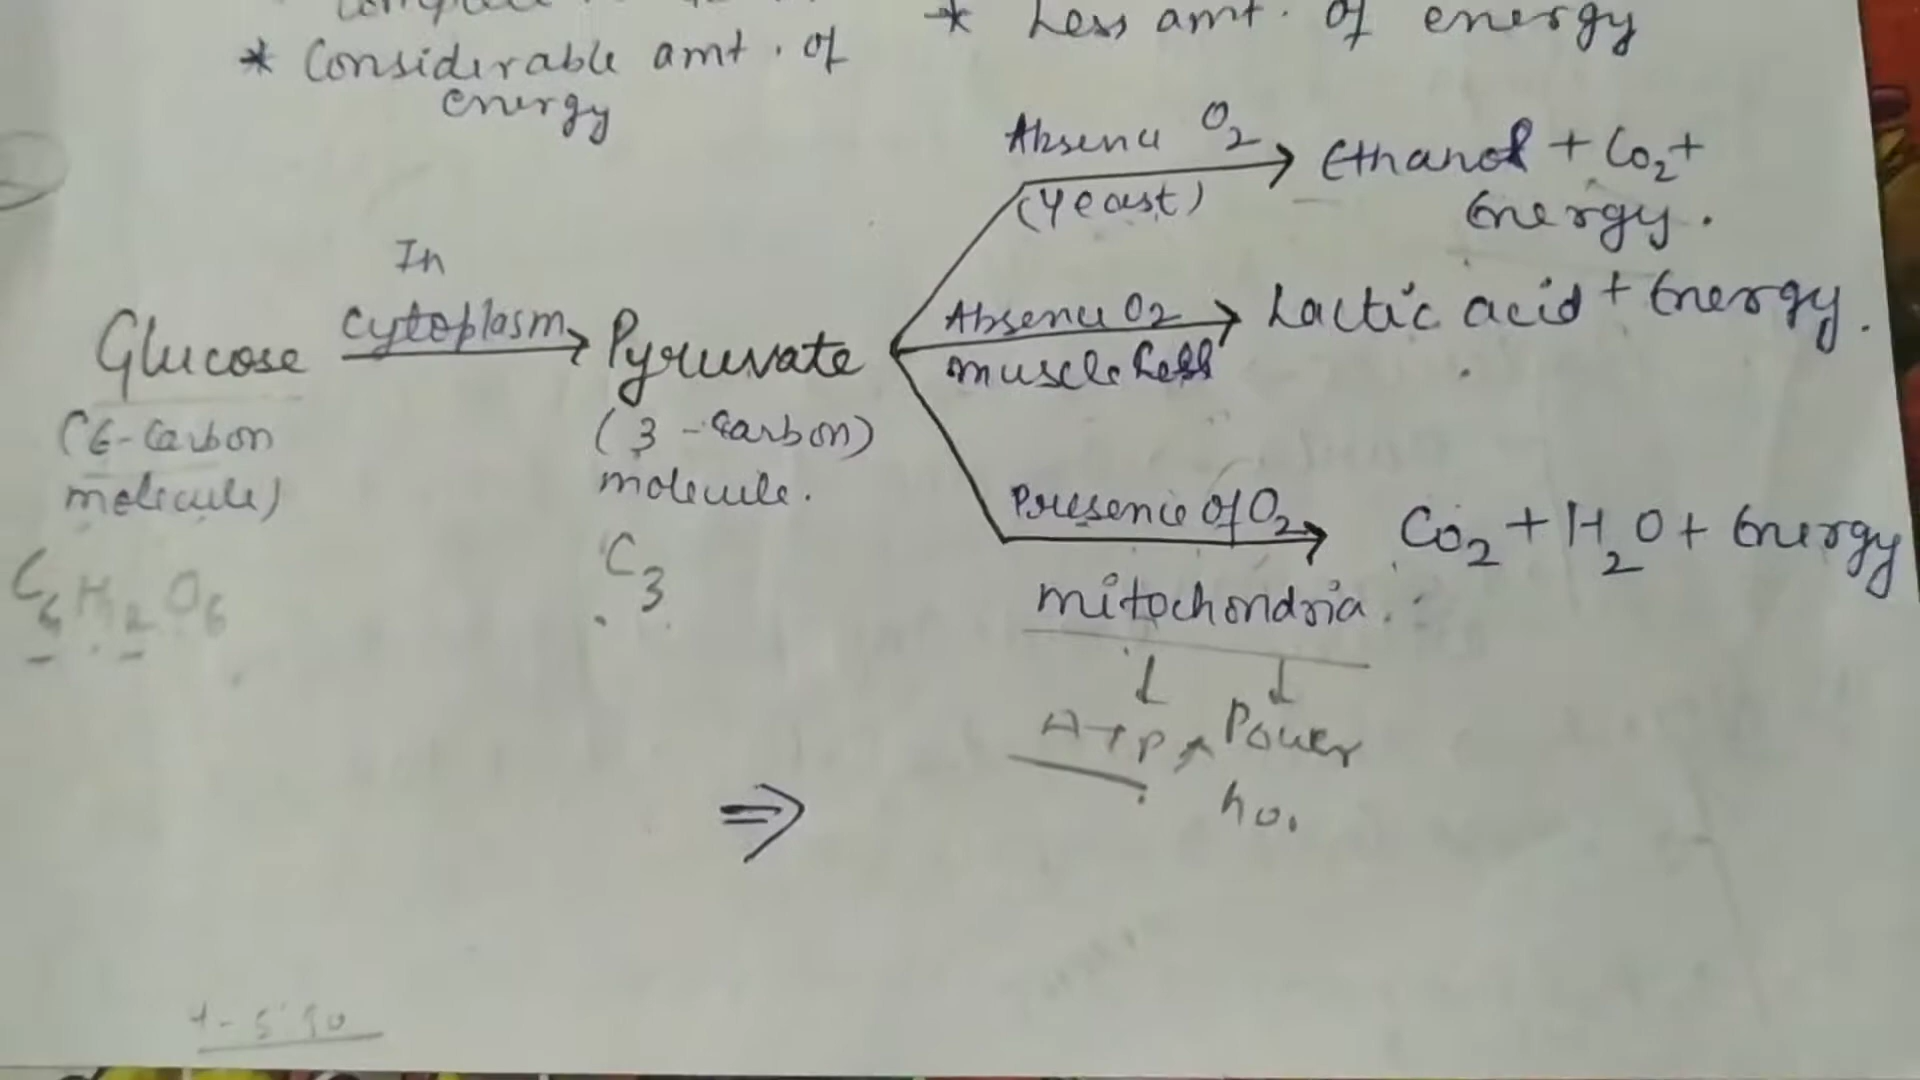 * Considerable amt. of
energy
* Less amt. of energy
Absence O2
(Yeast)
Ethanol + Co2 +
Energy.
In
cytoplasm
Glucose
(6-Carbon
molecule)
C6H12O6
Pyruvate
(3-carbon)
molecule.
C3
Absence O2
muscle Cell
Lactic acid + Energy.
Presence of O2
mitochondria.
Co2 + H2O + Energy
ATP Power
ho.
⇒